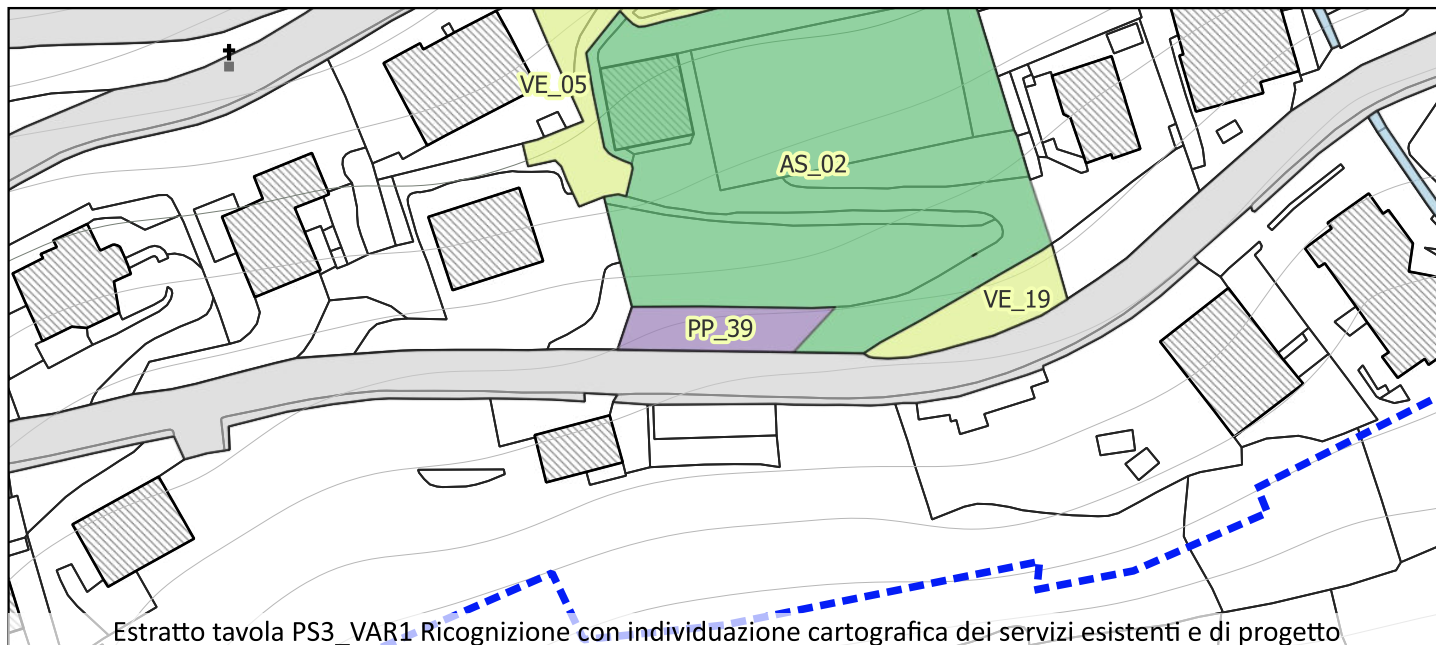 VE_05
AS_02
VE_19
PP_39
Estratto tavola PS3_VAR1 Ricognizione con individuazione cartografica dei servizi esistenti e di progetto